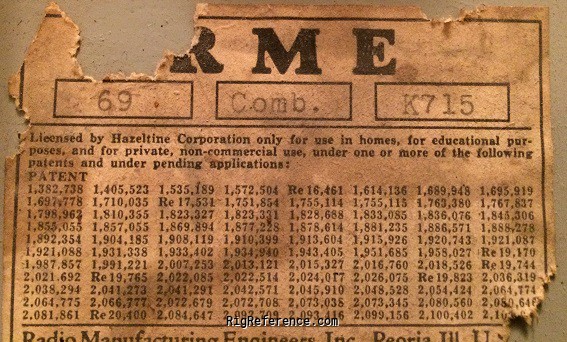 RME
69 Comb. K715
Licensed by Hazeltine Corporation only for use in homes, for educational pur-
poses, and for private, non-commercial use, under one or more of the following
patents and under pending applications:
PATENT
1,382,738 1,405,523 1,535,189 1,572,504 Re 16,461 1,614,136 1,689,948 1,695,919
1,697,778 1,710,035 Re 17,531 1,751,854 1,755,114 1,755,115 1,763,380 1,767,837
1,798,962 1,810,355 1,823,327 1,823,331 1,828,688 1,833,085 1,836,076 1,845,306
1,855,055 1,857,055 1,869,894 1,877,228 1,878,614 1,881,235 1,886,571 1,888,278
1,892,354 1,904,185 1,908,119 1,910,399 1,913,604 1,915,926 1,920,743 1,921,087
1,921,088 1,931,338 1,933,402 1,934,940 1,943,405 1,951,685 1,958,027 Re 19,170
1,987,857 1,991,221 2,007,253 2,013,121 2,015,327 2,016,760 2,018,526 Re 19,744
2,021,692 Re 19,765 2,022,085 2,022,514 2,024,017 2,026,075 Re 19,823 2,036,319
2,038,294 2,041,273 2,041,291 2,042,571 2,045,910 2,048,528 2,054,424 2,064,774
2,064,775 2,066,777 2,072,679 2,072,708 2,073,038 2,073,345 2,080,560 2,080,646
2,081,861 Re 20,400 2,084,647 2,093,416 2,099,156 2,100,402
Radio Manufacturing Engineers, Inc., Peoria, Ill., U.
RigReference.com